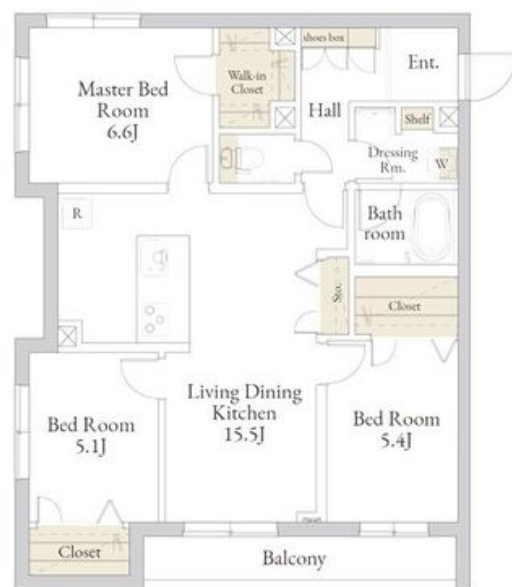 shoes box
Ent.
Walk-in
Closet
Master Bed
Room
6.6J
Hall
Shelf
Dressing
Rm.
W
R
Bath
room
Sto.
Closet
Living Dining
Kitchen
15.5J
Bed Room
5.1J
Bed Room
5.4J
Closet
Balcony